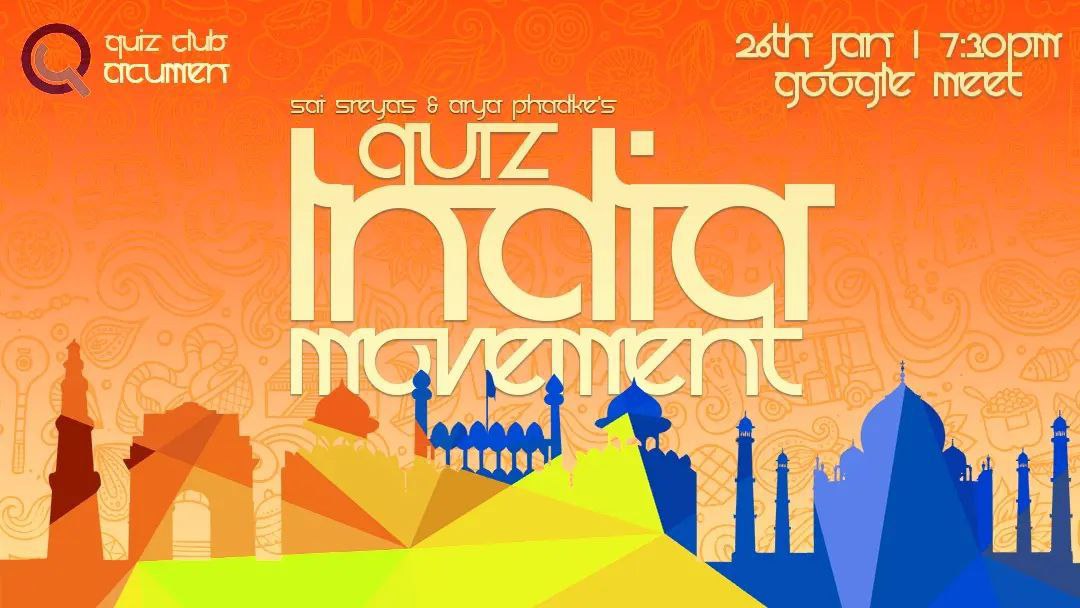 quiz club
acumen
26th Jan | 7:30pm
google meet
sai sreyas & arya phadke's
quiz
India
movement